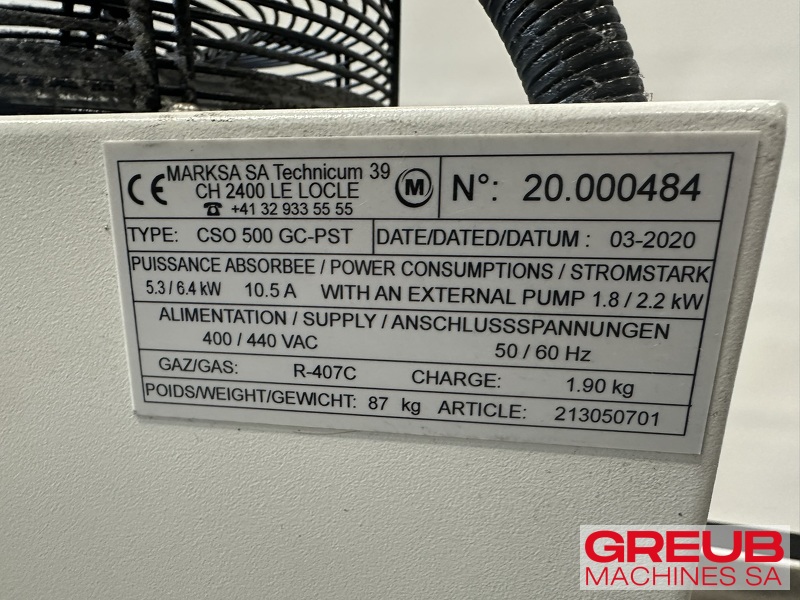 CE MARKSA SA Technicum 39
CH 2400 LE LOCLE
☎ +41 32 933 55 55
M
N°: 20.000484
TYPE: CSO 500 GC-PST
DATE/DATED/DATUM : 03-2020
PUISSANCE ABSORBEE / POWER CONSUMPTIONS / STROMSTARK
5.3 / 6.4 kW 10.5 A WITH AN EXTERNAL PUMP 1.8 / 2.2 kW
ALIMENTATION / SUPPLY / ANSCHLUSSSPANNUNGEN
400 / 440 VAC 50 / 60 Hz
GAZ/GAS: R-407C CHARGE: 1.90 kg
POIDS/WEIGHT/GEWICHT: 87 kg ARTICLE: 213050701
GREUB
MACHINES SA